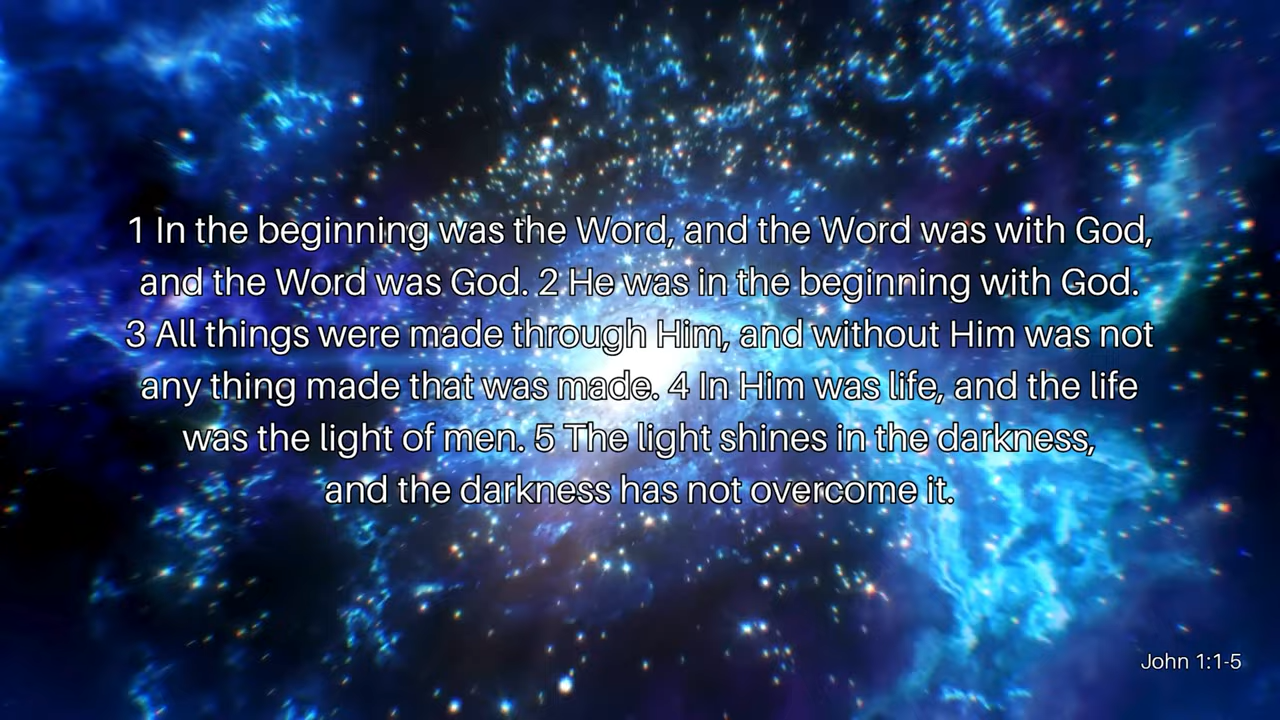 1 In the beginning was the Word, and the Word was with God,
and the Word was God. 2 He was in the beginning with God.
3 All things were made through Him, and without Him was not
any thing made that was made. 4 In Him was life, and the life
was the light of men. 5 The light shines in the darkness,
and the darkness has not overcome it.
John 1:1-5